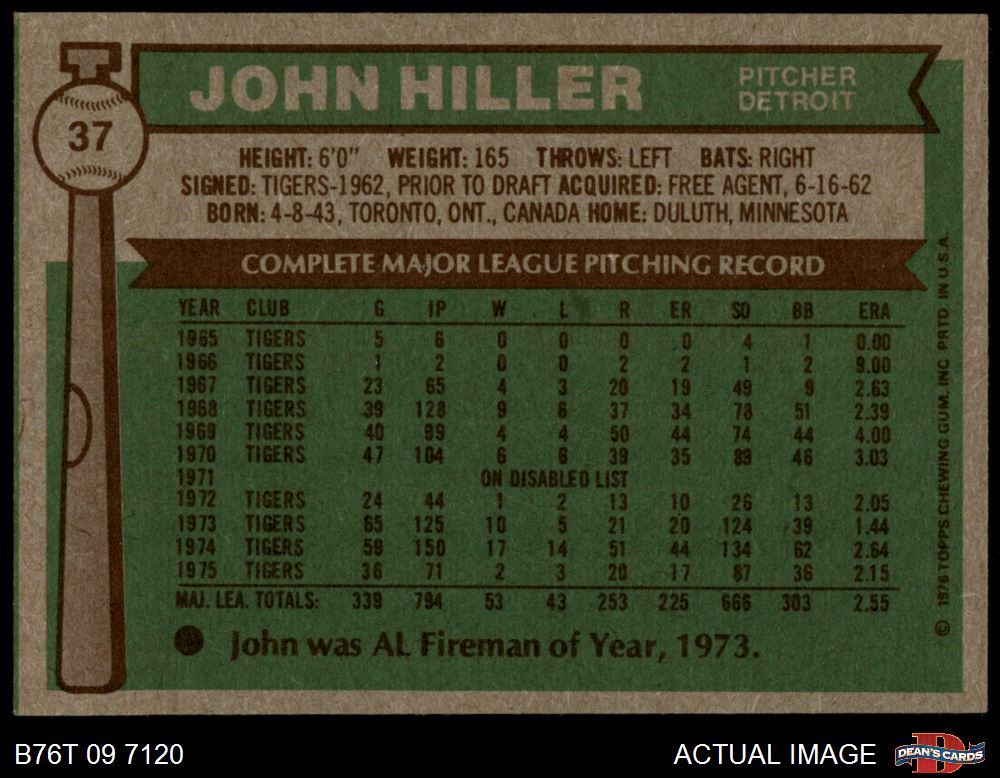 37
JOHN HILLER
PITCHER
DETROIT
HEIGHT: 6'0" WEIGHT: 165 THROWS: LEFT BATS: RIGHT
SIGNED: TIGERS-1962, PRIOR TO DRAFT ACQUIRED: FREE AGENT, 6-16-62
BORN: 4-8-43, TORONTO, ONT., CANADA HOME: DULUTH, MINNESOTA
COMPLETE MAJOR LEAGUE PITCHING RECORD
YEAR CLUB G IP W L R ER SO BB ERA
1965 TIGERS 5 6 0 0 0 0 4 1 0.00
1966 TIGERS 1 2 0 0 2 2 1 2 9.00
1967 TIGERS 23 65 4 3 20 19 49 9 2.63
1968 TIGERS 39 128 9 6 37 34 78 51 2.39
1969 TIGERS 40 99 4 4 50 44 74 44 4.00
1970 TIGERS 47 104 6 6 39 35 89 46 3.03
1971 ON DISABLED LIST
1972 TIGERS 24 44 1 2 13 10 26 13 2.05
1973 TIGERS 65 125 10 5 21 20 124 39 1.44
1974 TIGERS 59 150 17 14 51 44 134 62 2.64
1975 TIGERS 36 71 2 3 20 17 87 36 2.15
MAJ. LEA. TOTALS: 339 794 53 43 253 225 666 303 2.55
John was AL Fireman of Year, 1973.
© 1976 TOPPS CHEWING GUM, INC PRTD. IN U.S.A.
B76T 09 7120
ACTUAL IMAGE
DEAN'S CARDS